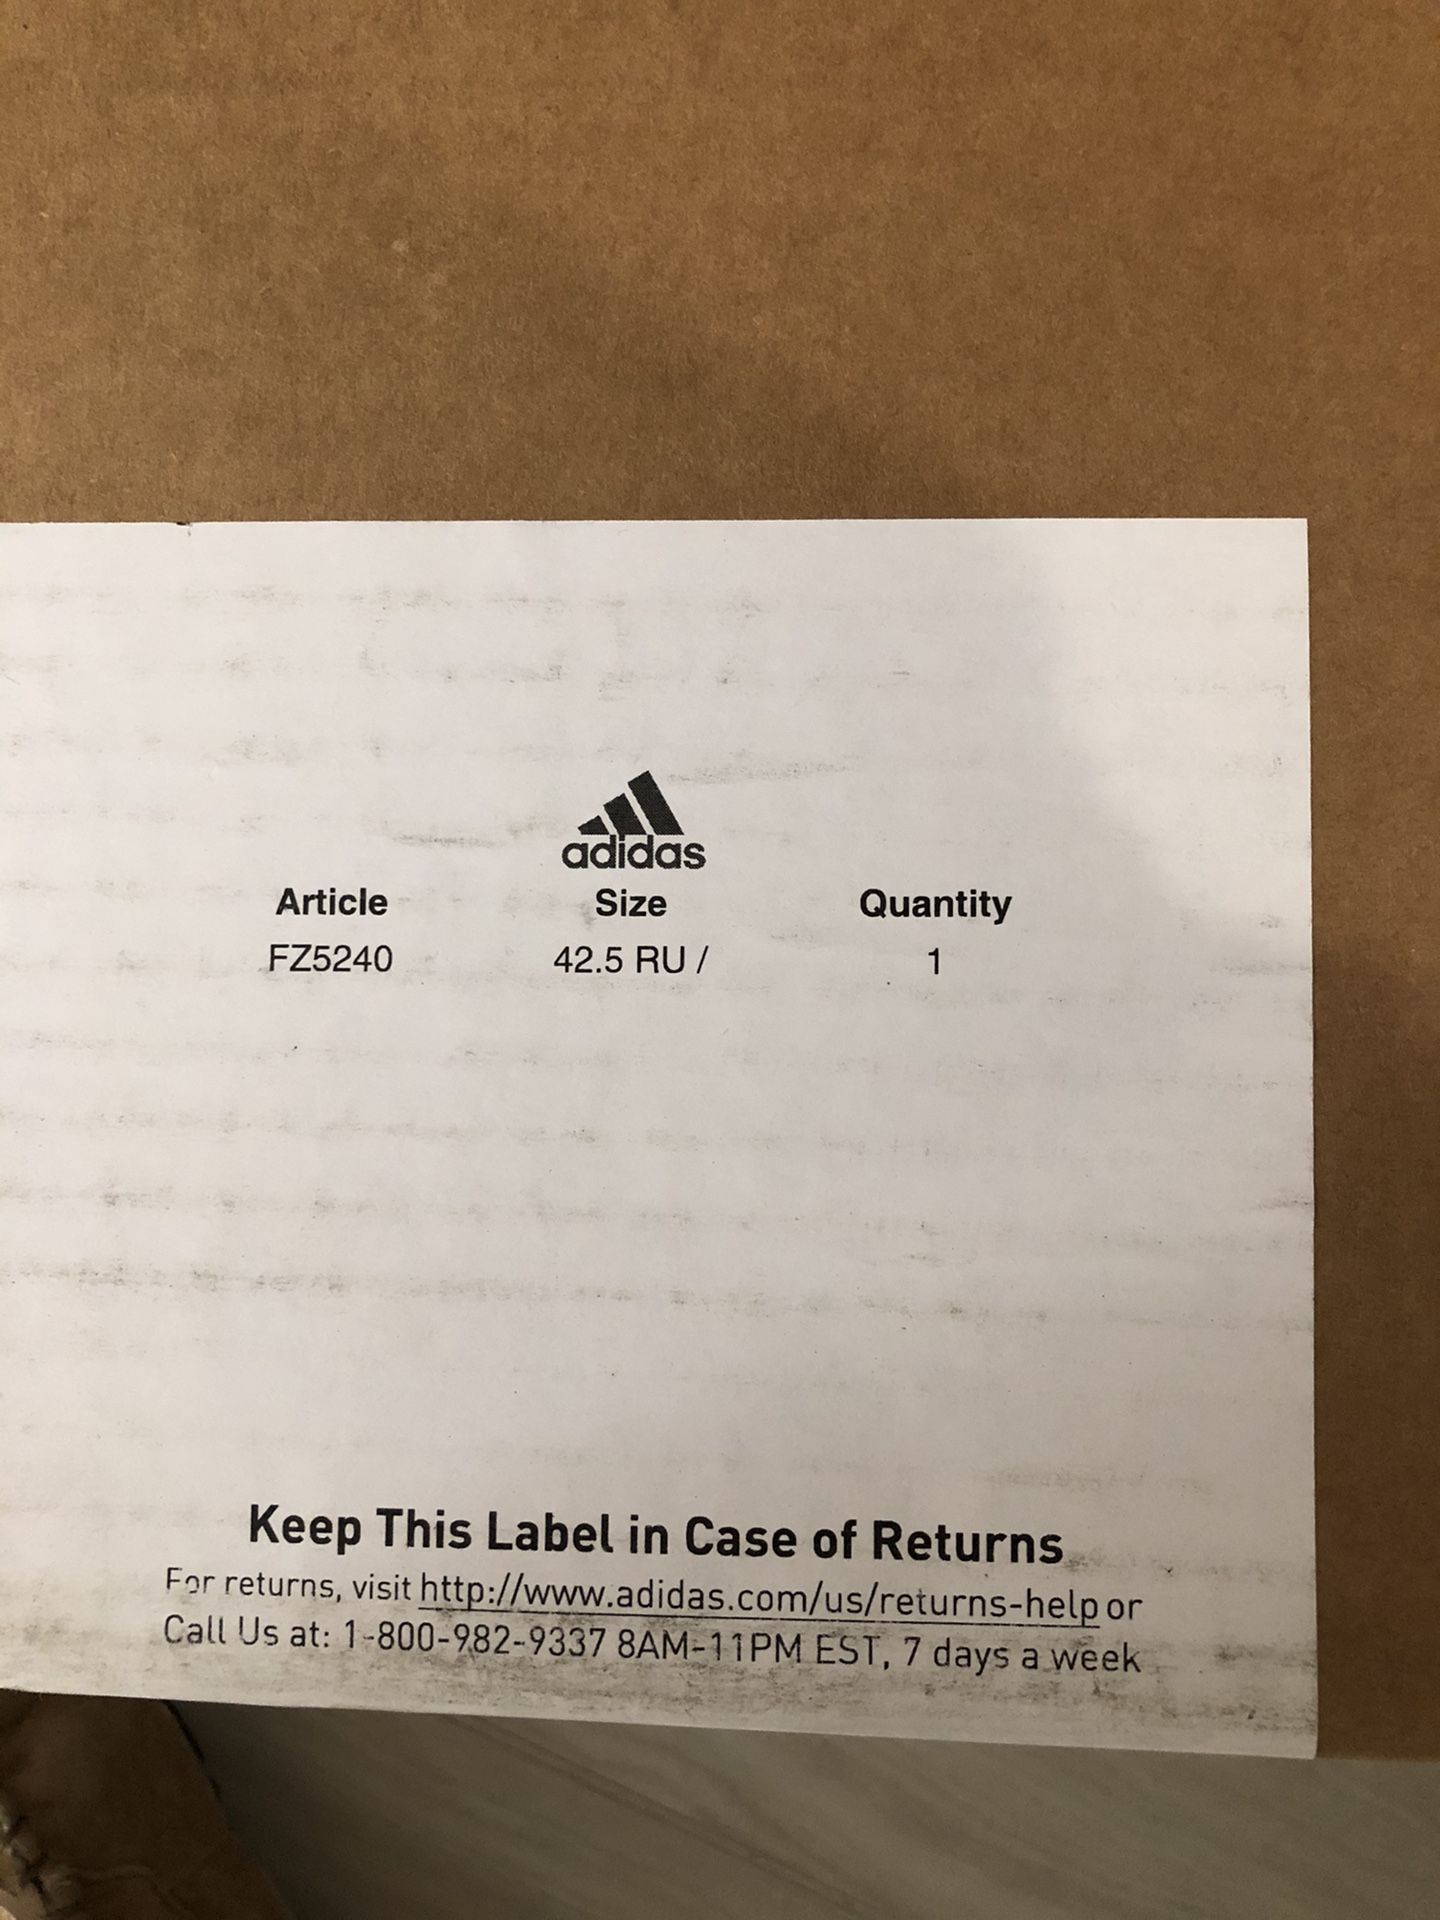 adidas
Article Size Quantity
FZ5240 42.5 RU / 1
Keep This Label in Case of Returns
For returns, visit http://www.adidas.com/us/returns-help or
Call Us at: 1-800-982-9337 8AM-11PM EST, 7 days a week